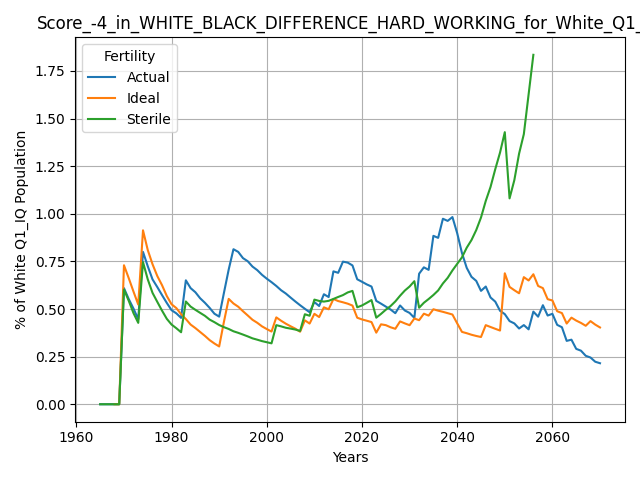 Score_-4_in_WHITE_BLACK_DIFFERENCE_HARD_WORKING_for_White_Q1_
Fertility
Actual
Ideal
Sterile
% of White Q1_IQ Population
1.75
1.50
1.25
1.00
0.75
0.50
0.25
0.00
1960
1980
2000
2020
2040
2060
Years